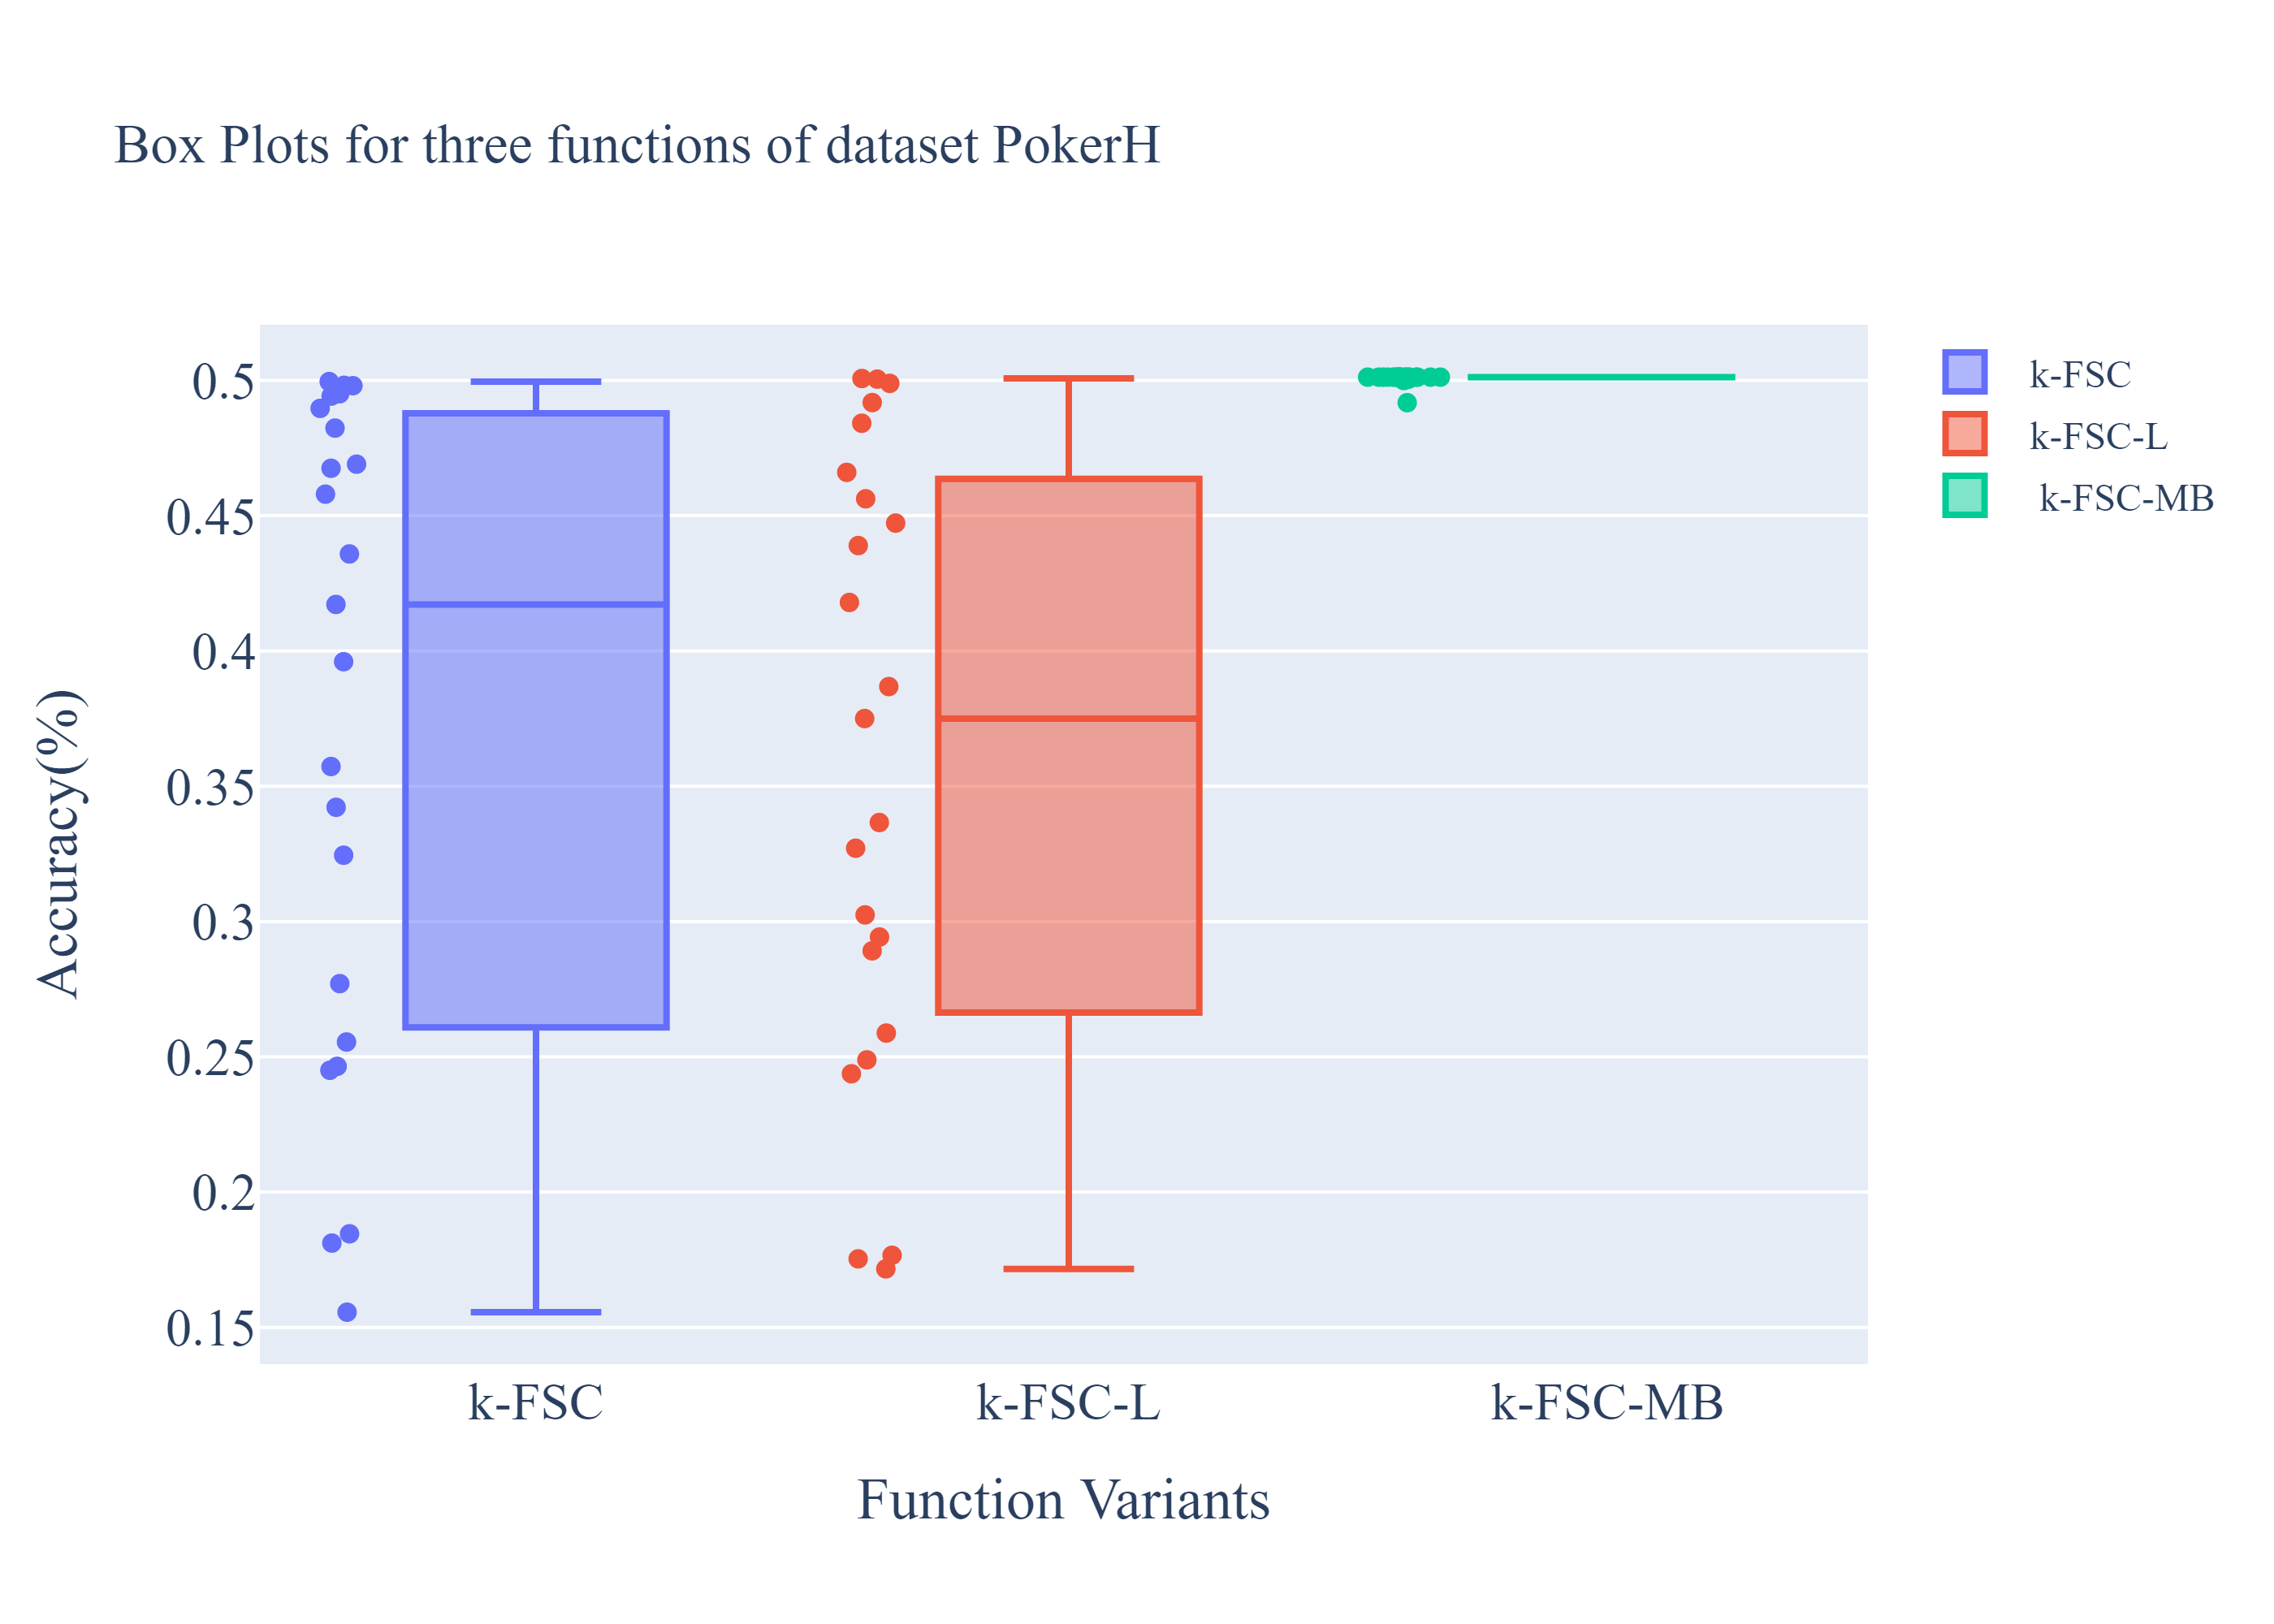 Box Plots for three functions of dataset PokerH
0.5
0.45
0.4
0.35
0.3
0.25
0.2
0.15
Accuracy(%)
k-FSC
k-FSC-L
k-FSC-MB
Function Variants
k-FSC
k-FSC-L
k-FSC-MB